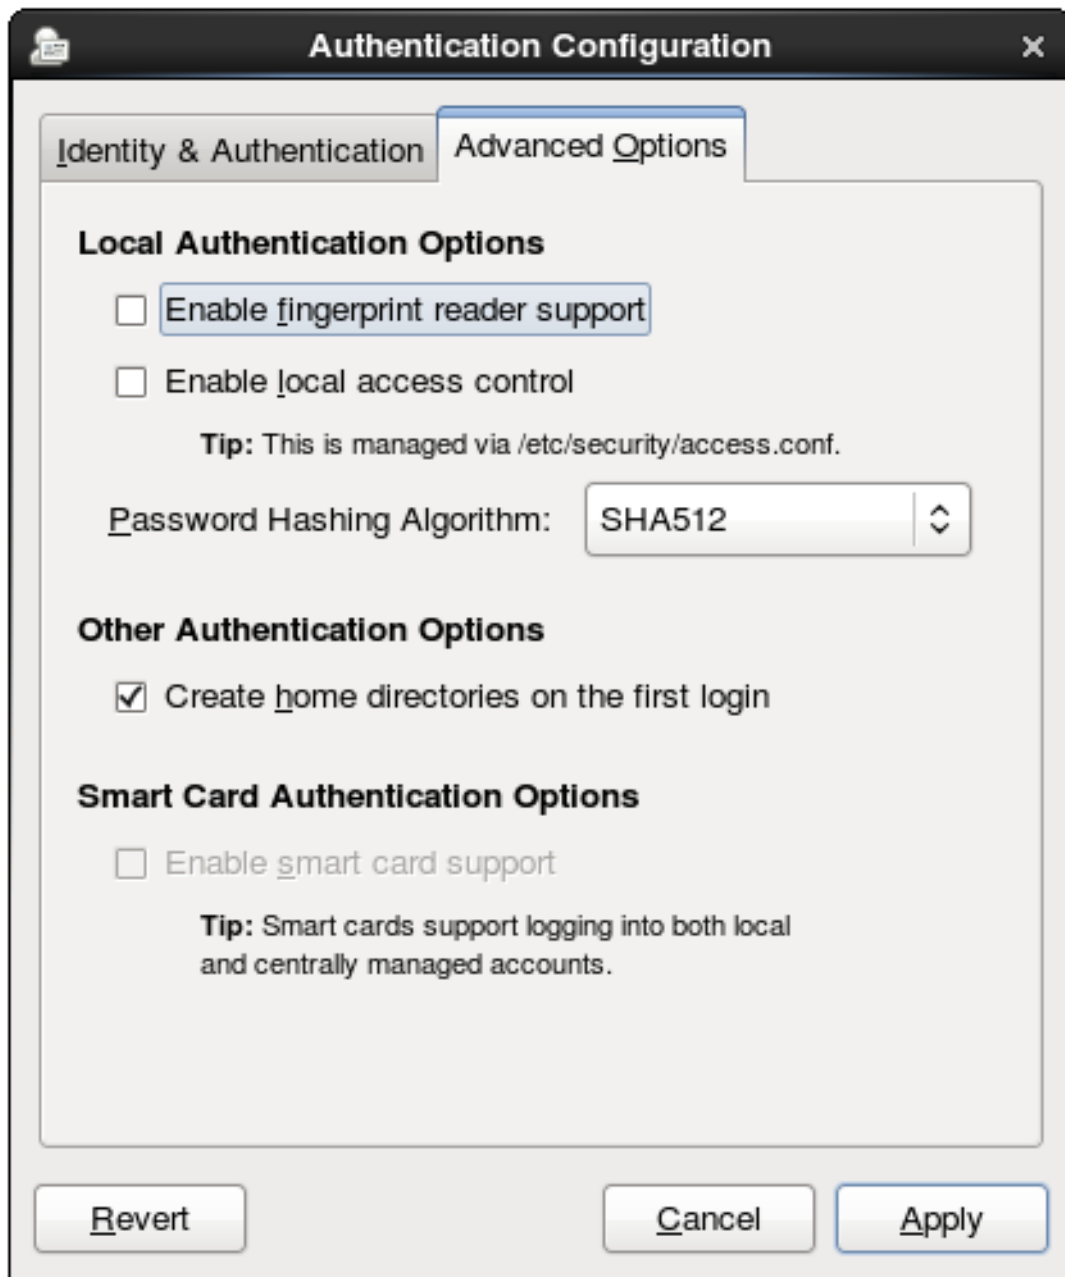 Authentication Configuration
Identity & Authentication
Advanced Options
Local Authentication Options
Enable fingerprint reader support
Enable local access control
Tip: This is managed via /etc/security/access.conf.
Password Hashing Algorithm: SHA512
Other Authentication Options
Create home directories on the first login
Smart Card Authentication Options
Enable smart card support
Tip: Smart cards support logging into both local
and centrally managed accounts.
Revert Cancel Apply